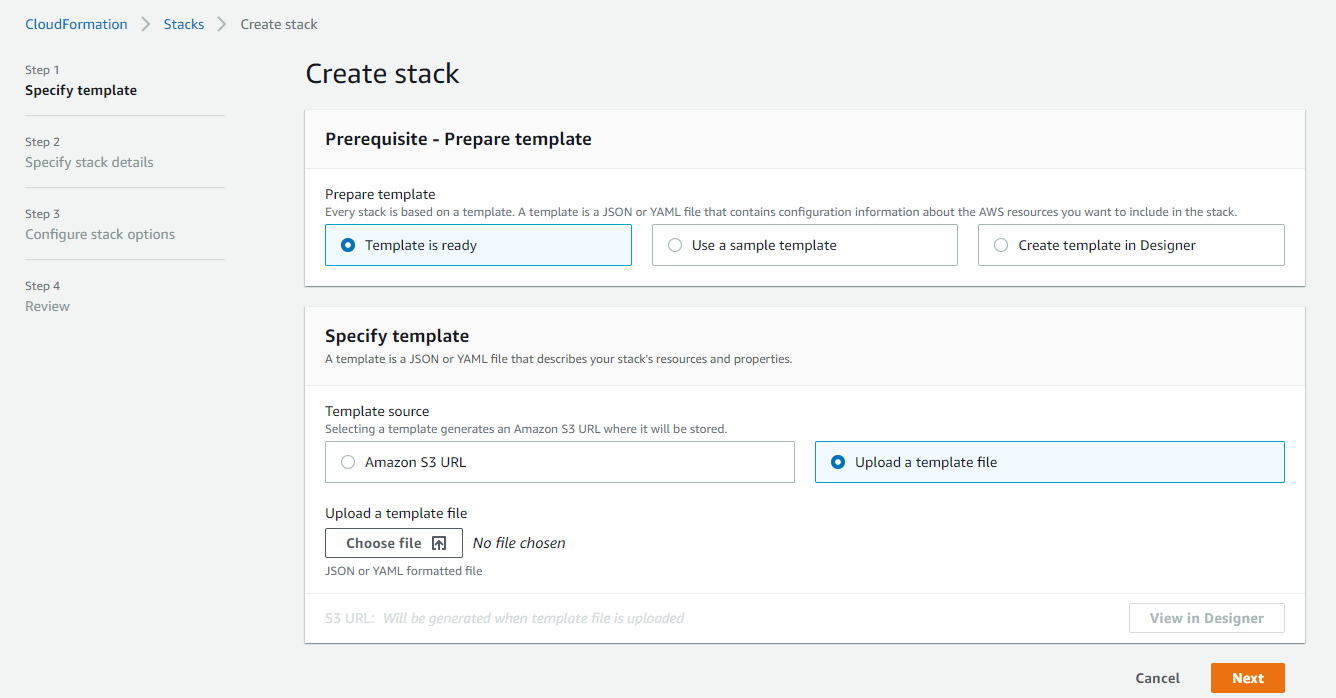 CloudFormation > Stacks > Create stack
Step 1
Specify template
Step 2
Specify stack details
Step 3
Configure stack options
Step 4
Review
Create stack
Prerequisite - Prepare template
Prepare template
Every stack is based on a template. A template is a JSON or YAML file that contains configuration information about the AWS resources you want to include in the stack.
Template is ready
Use a sample template
Create template in Designer
Specify template
A template is a JSON or YAML file that describes your stack's resources and properties.
Template source
Selecting a template generates an Amazon S3 URL where it will be stored.
Amazon S3 URL
Upload a template file
Upload a template file
Choose file No file chosen
JSON or YAML formatted file
S3 URL: Will be generated when template file is uploaded
View in Designer
Cancel
Next